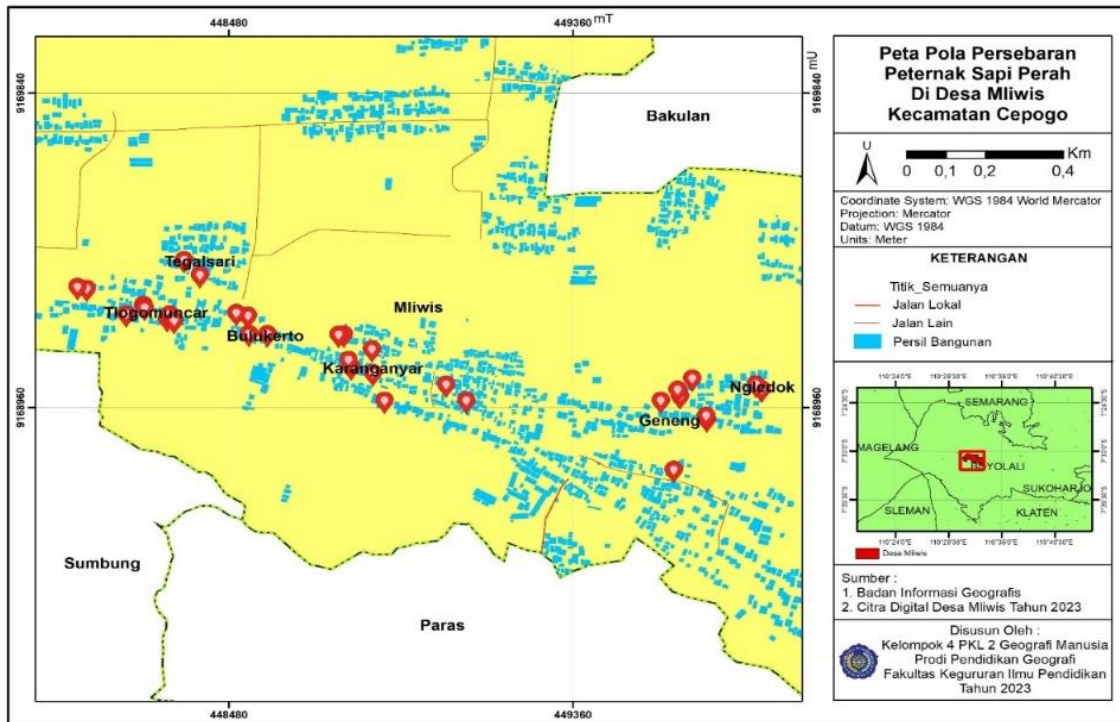 448480
449360 mT
mU
9169840
9169840
Bakulan
Tegalsari
Tlogomuncar
Bulukerto
Mliwis
Karanganyar
Ngledok
Geneng
9168960
9168960
Sumbung
Paras
448480
449360
Peta Pola Persebaran
Peternak Sapi Perah
Di Desa Mliwis
Kecamatan Cepogo
U
Km
0 0,1 0,2 0,4
Coordinate System: WGS 1984 World Mercator
Projection: Mercator
Datum: WGS 1984
Units: Meter
KETERANGAN
Titik_Semuanya
Jalan Lokal
Jalan Lain
Persil Bangunan
SEMARANG
MAGELANG
BOYOLALI
SUKOHARJO
SLEMAN
KLATEN
Desa Mliwis
Sumber :
1. Badan Informasi Geografis
2. Citra Digital Desa Mliwis Tahun 2023
Disusun Oleh :
Kelompok 4 PKL 2 Geografi Manusia
Prodi Pendidikan Geografi
Fakultas Kegururan Ilmu Pendidikan
Tahun 2023